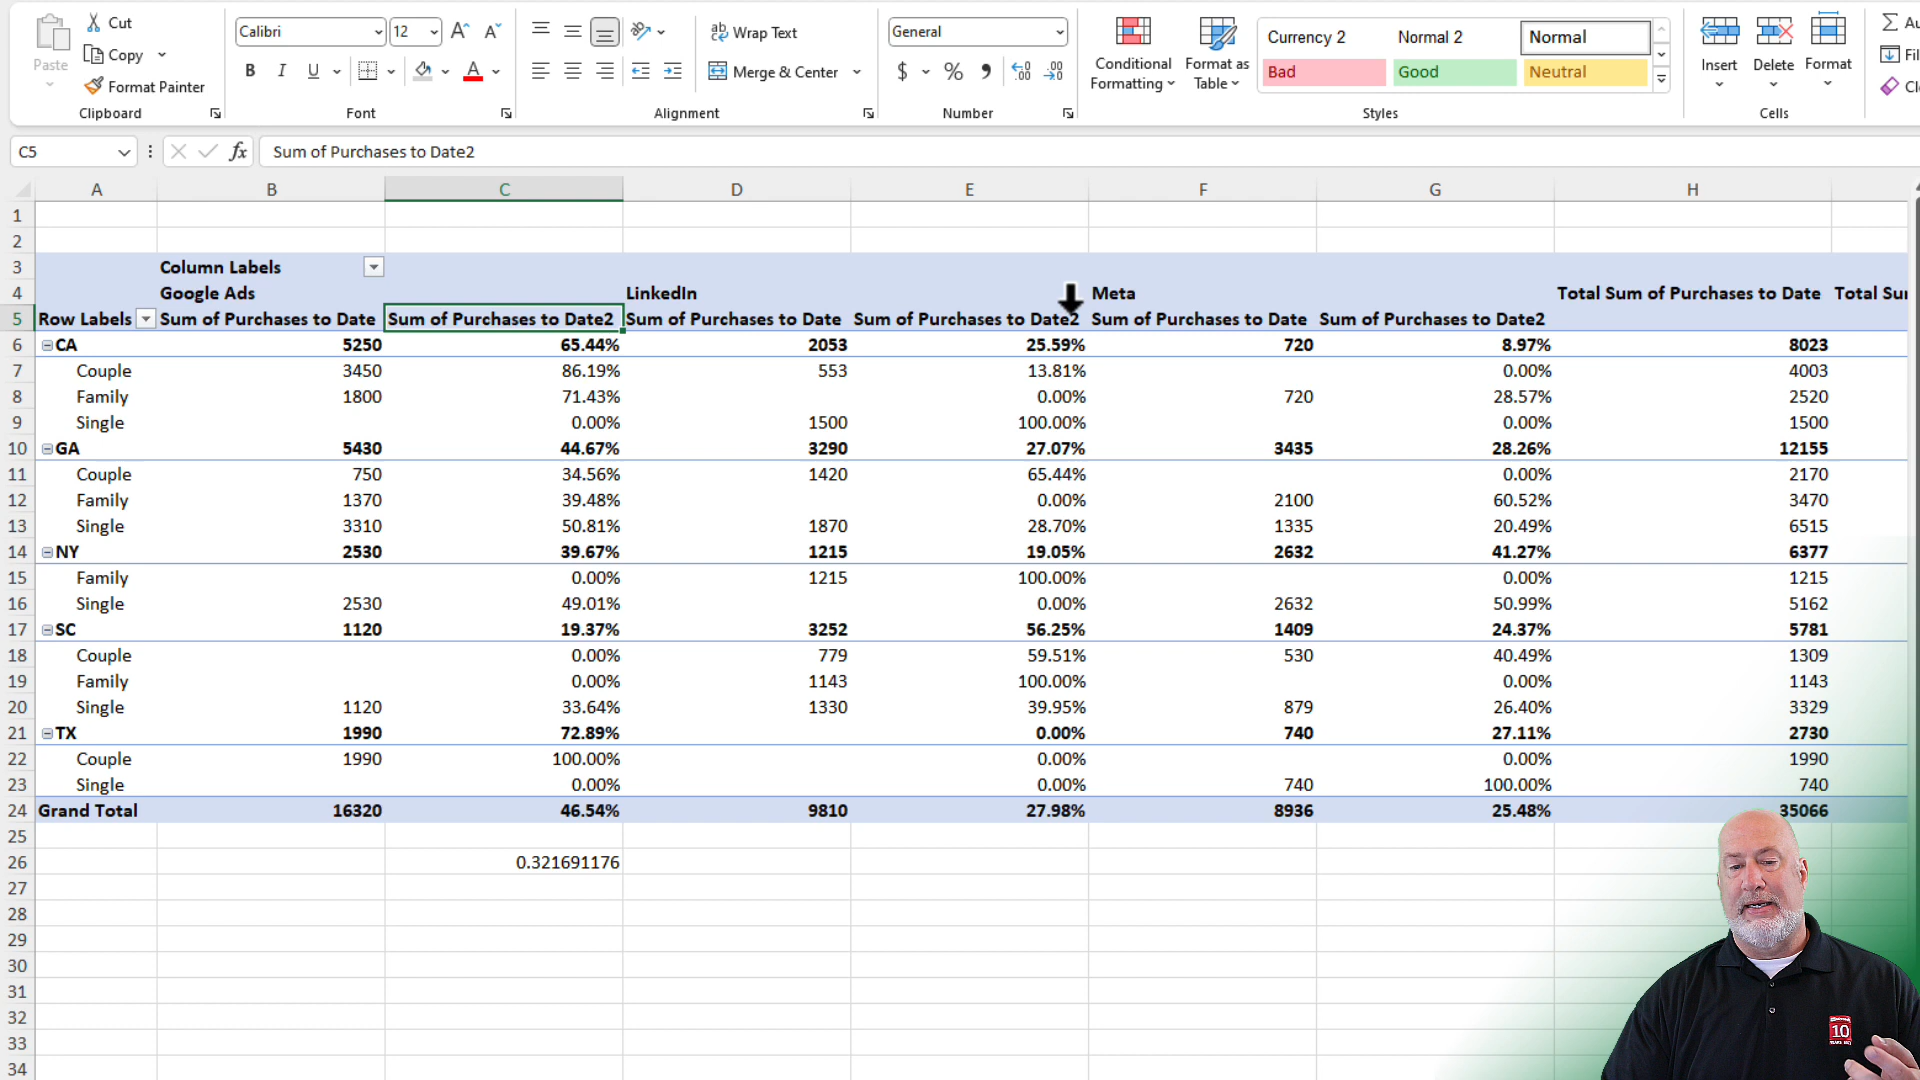 Paste
Cut
Copy
Format Painter
Clipboard
Calibri
12
B I U
Font
Wrap Text
Merge & Center
Alignment
General
$ % ,
Number
Conditional Formatting
Format as Table
Currency 2 Normal 2 Normal
Bad Good Neutral
Styles
Insert Delete Format
Cells
C5
fx
Sum of Purchases to Date2
A B C D E F G H
1
2
3 Column Labels
4 Google Ads LinkedIn Meta Total Sum of Purchases to Date
5 Row Labels Sum of Purchases to Date Sum of Purchases to Date2 Sum of Purchases to Date Sum of Purchases to Date2 Sum of Purchases to Date Sum of Purchases to Date2
6 CA 5250 65.44% 2053 25.59% 720 8.97% 8023
7 Couple 3450 86.19% 553 13.81% 0.00% 4003
8 Family 1800 71.43% 0.00% 720 28.57% 2520
9 Single 0.00% 1500 100.00% 0.00% 1500
10 GA 5430 44.67% 3290 27.07% 3435 28.26% 12155
11 Couple 750 34.56% 1420 65.44% 0.00% 2170
12 Family 1370 39.48% 0.00% 2100 60.52% 3470
13 Single 3310 50.81% 1870 28.70% 1335 20.49% 6515
14 NY 2530 39.67% 1215 19.05% 2632 41.27% 6377
15 Family 0.00% 1215 100.00% 0.00% 1215
16 Single 2530 49.01% 0.00% 2632 50.99% 5162
17 SC 1120 19.37% 3252 56.25% 1409 24.37% 5781
18 Couple 0.00% 779 59.51% 530 40.49% 1309
19 Family 0.00% 1143 100.00% 0.00% 1143
20 Single 1120 33.64% 1330 39.95% 879 26.40% 3329
21 TX 1990 72.89% 0.00% 740 27.11% 2730
22 Couple 1990 100.00% 0.00% 0.00% 1990
23 Single 0.00% 0.00% 740 100.00% 740
24 Grand Total 16320 46.54% 9810 27.98% 8936 25.48% 35066
25
26 0.321691176
27
28
29
30
31
32
33
34
10